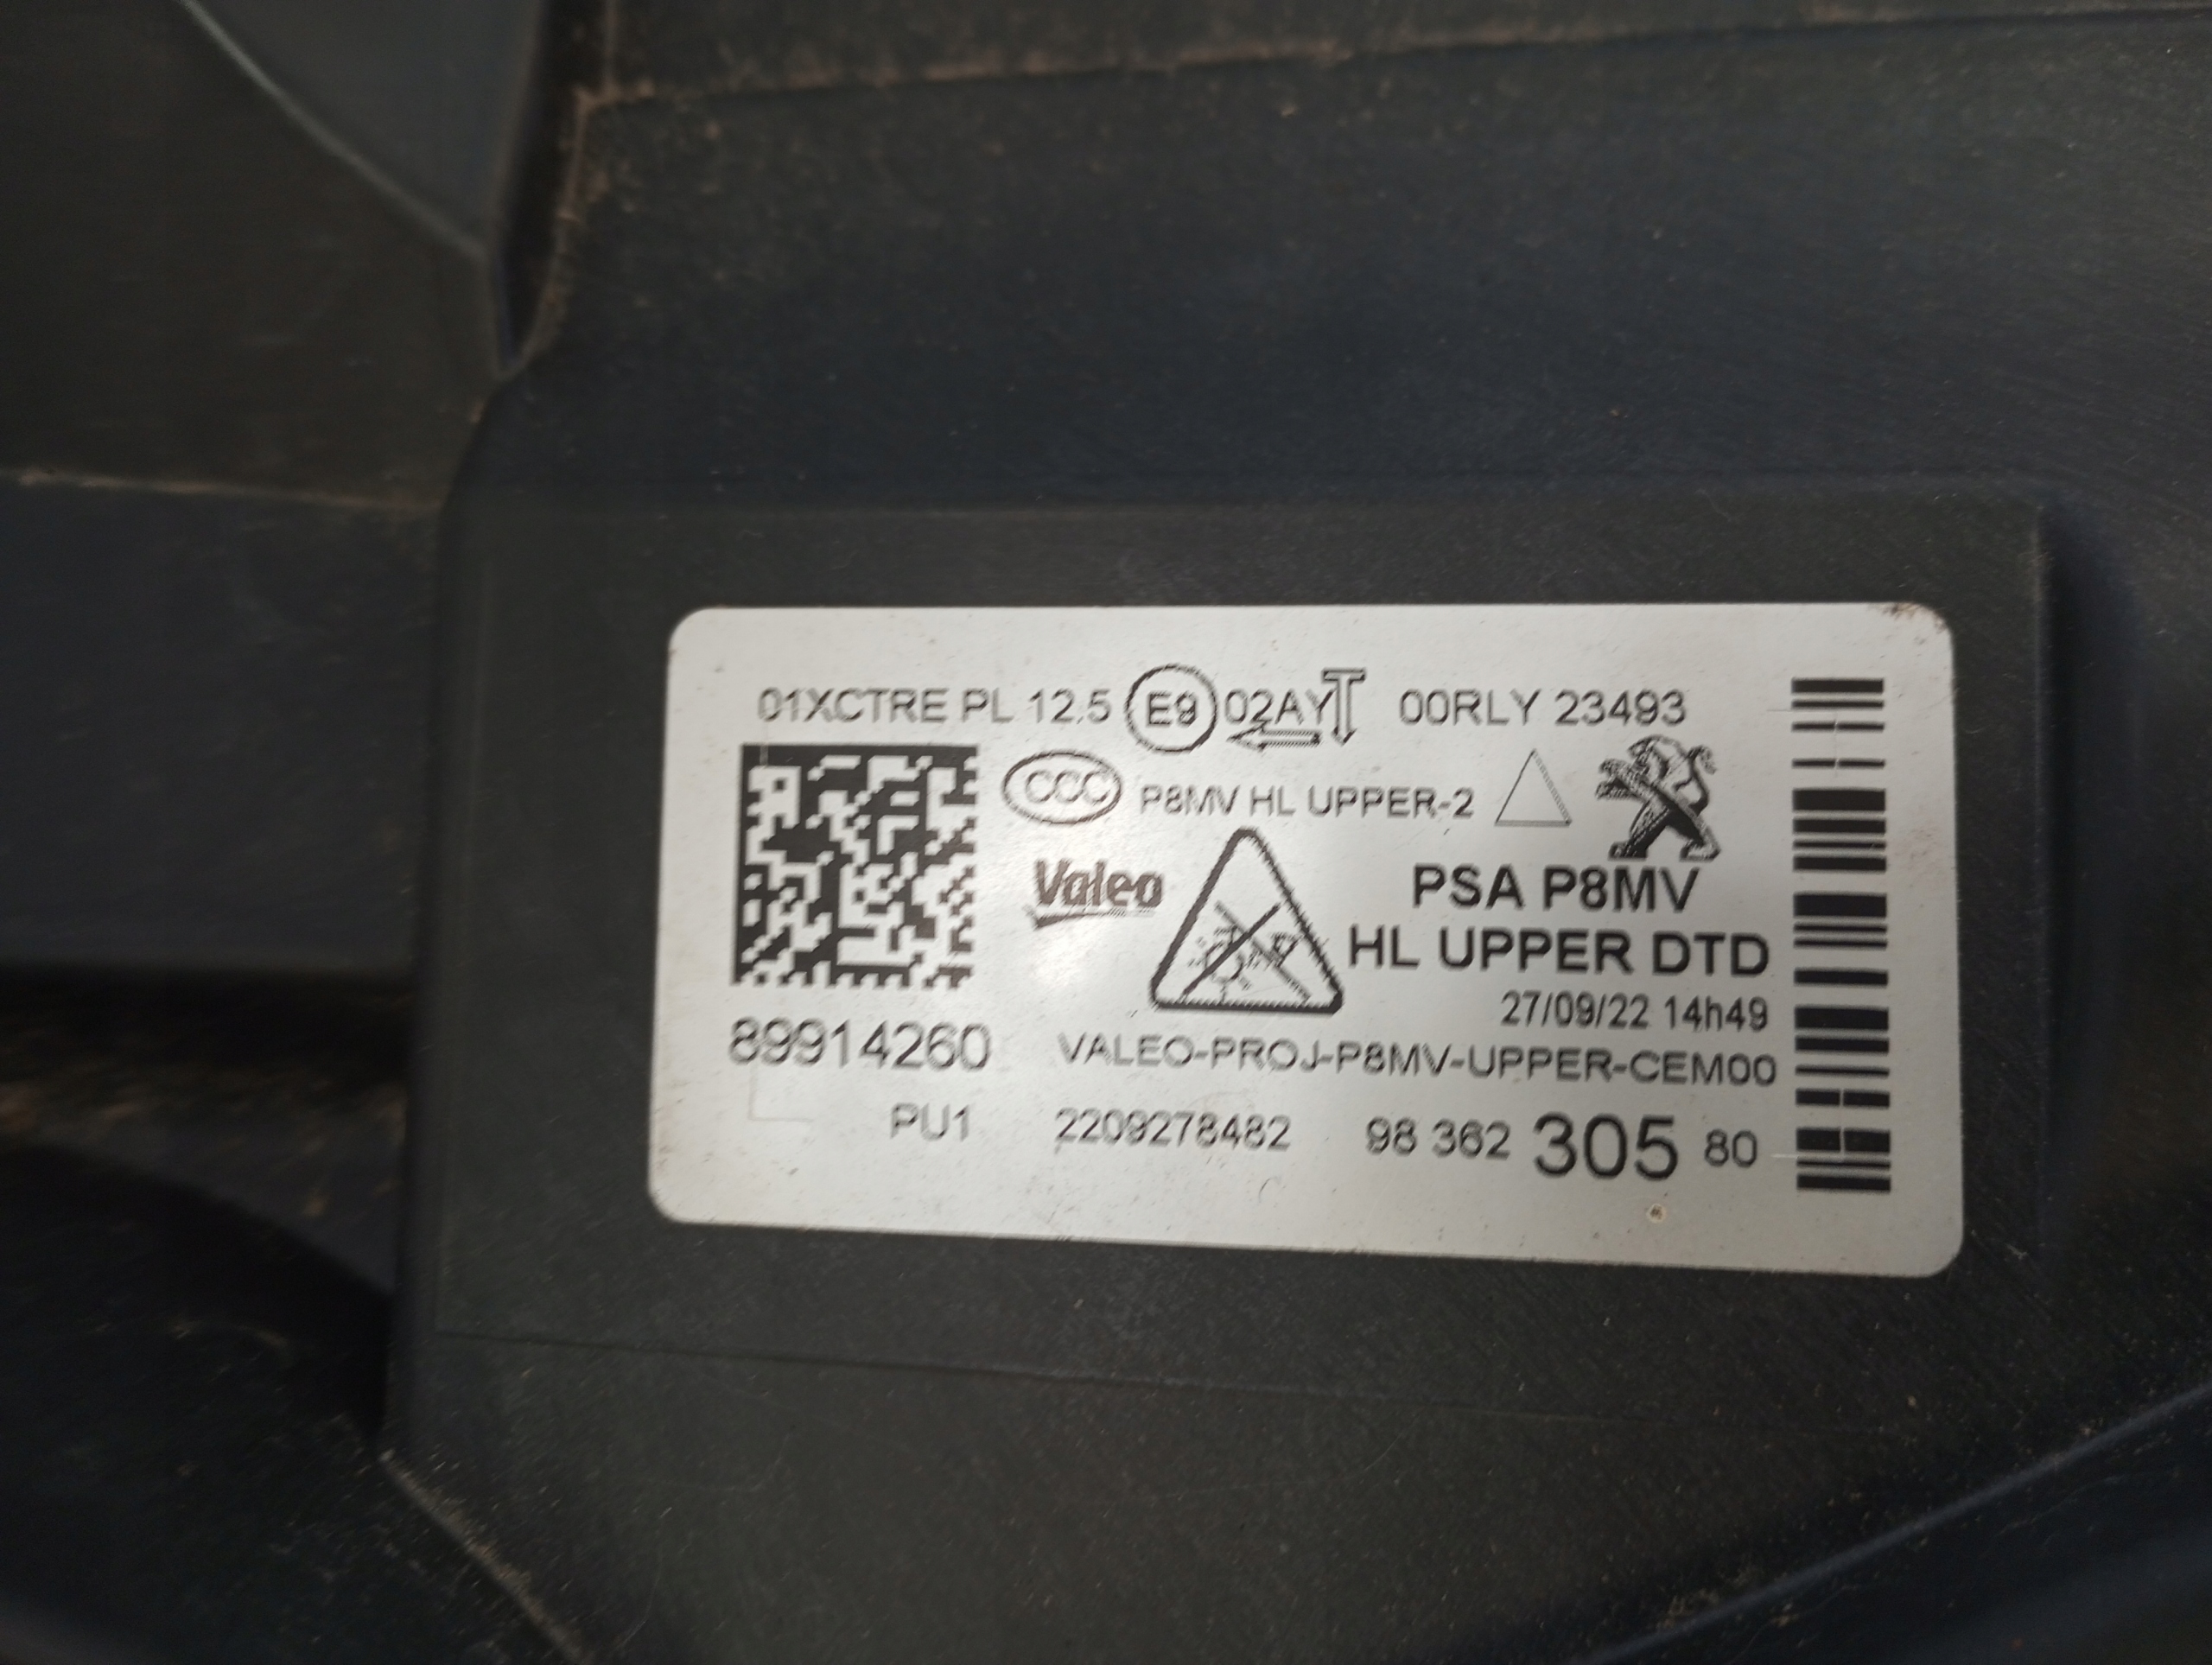 01XCTRE PL 12.5 E9 02AY 00RLY 23493
CCC P8MV HL UPPER-2
Valeo
PSA P8MV
HL UPPER DTD
27/09/22 14h49
89914260 VALEO-PROJ-P8MV-UPPER-CEM00
PU1 2209278482 98 362 305 80